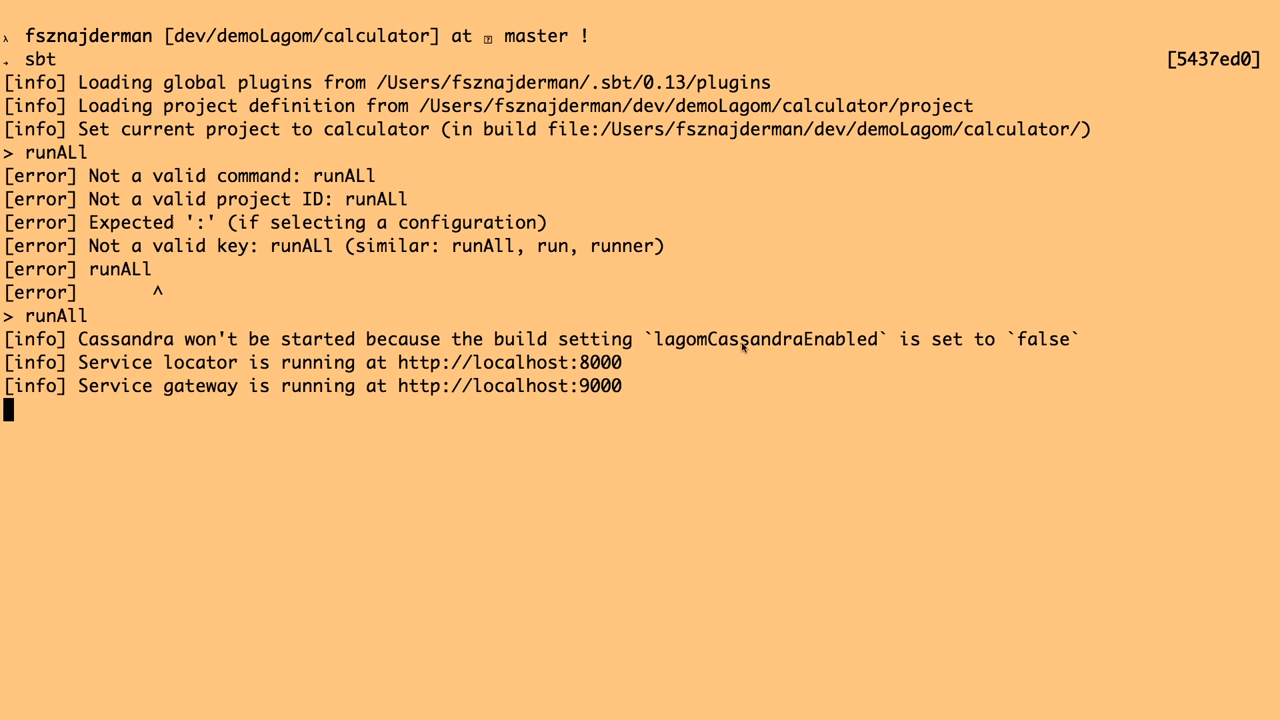 λ fsznajderman [dev/demoLagom/calculator] at master !
→ sbt [5437ed0]
[info] Loading global plugins from /Users/fsznajderman/.sbt/0.13/plugins
[info] Loading project definition from /Users/fsznajderman/dev/demoLagom/calculator/project
[info] Set current project to calculator (in build file:/Users/fsznajderman/dev/demoLagom/calculator/)
> runALl
[error] Not a valid command: runALl
[error] Not a valid project ID: runALl
[error] Expected ':' (if selecting a configuration)
[error] Not a valid key: runALl (similar: runAll, run, runner)
[error] runALl
[error]       ^
> runAll
[info] Cassandra won't be started because the build setting `lagomCassandraEnabled` is set to `false`
[info] Service locator is running at http://localhost:8000
[info] Service gateway is running at http://localhost:9000